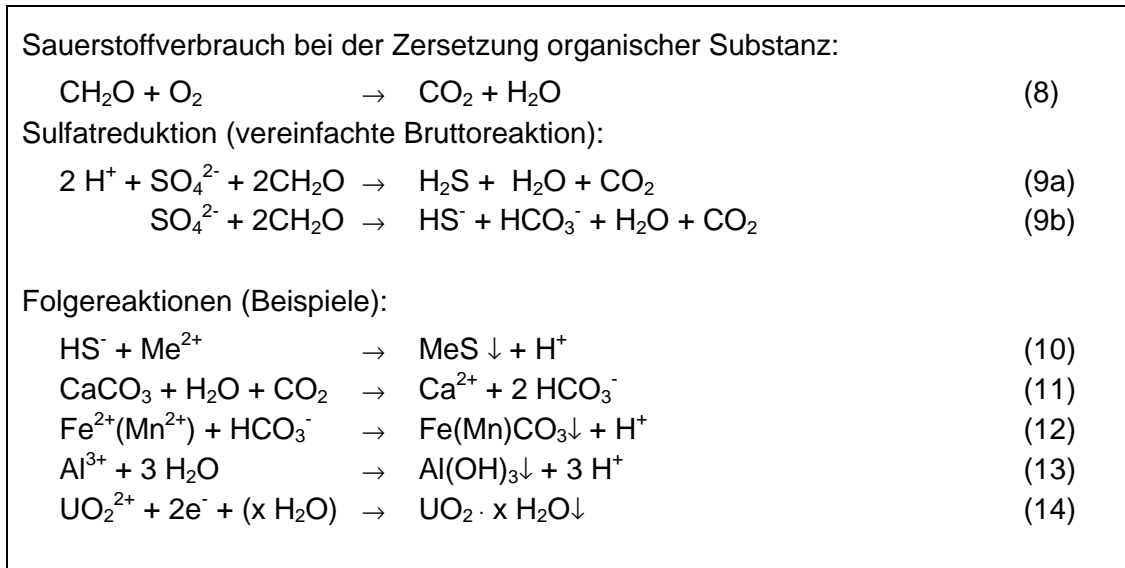 Sauerstoffverbrauch bei der Zersetzung organischer Substanz:
CH₂O + O₂ → CO₂ + H₂O (8)
Sulfatreduktion (vereinfachte Bruttoreaktion):
2 H⁺ + SO₄²⁻ + 2CH₂O → H₂S + H₂O + CO₂ (9a)
SO₄²⁻ + 2CH₂O → HS⁻ + HCO₃⁻ + H₂O + CO₂ (9b)
Folgereaktionen (Beispiele):
HS⁻ + Me²⁺ → MeS ↓ + H⁺ (10)
CaCO₃ + H₂O + CO₂ → Ca²⁺ + 2 HCO₃⁻ (11)
Fe²⁺(Mn²⁺) + HCO₃⁻ → Fe(Mn)CO₃↓ + H⁺ (12)
Al³⁺ + 3 H₂O → Al(OH)₃↓ + 3 H⁺ (13)
UO₂²⁺ + 2e⁻ + (x H₂O) → UO₂ · x H₂O↓ (14)